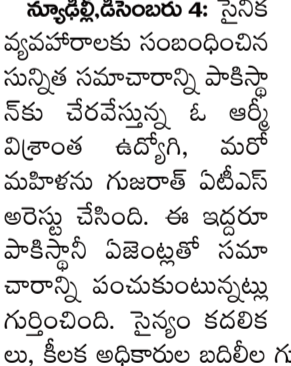 న్యూఢిల్లీ,డిసెంబరు 4: సైనిక
వ్యవహారాలకు సంబంధించిన
సున్నిత సమాచారాన్ని పాకిస్థా
న్‌కు చేరవేస్తున్న ఓ ఆర్మీ
విశ్రాంత ఉద్యోగి, మరో
మహిళను గుజరాత్ ఏటీఎస్
అరెస్టు చేసింది. ఈ ఇద్దరూ
పాకిస్థానీ ఏజెంట్లతో సమా
చారాన్ని పంచుకుంటున్నట్లు
గుర్తించింది. సైన్యం కదలిక
లు, కీలక అధికారుల బదిలీల గు